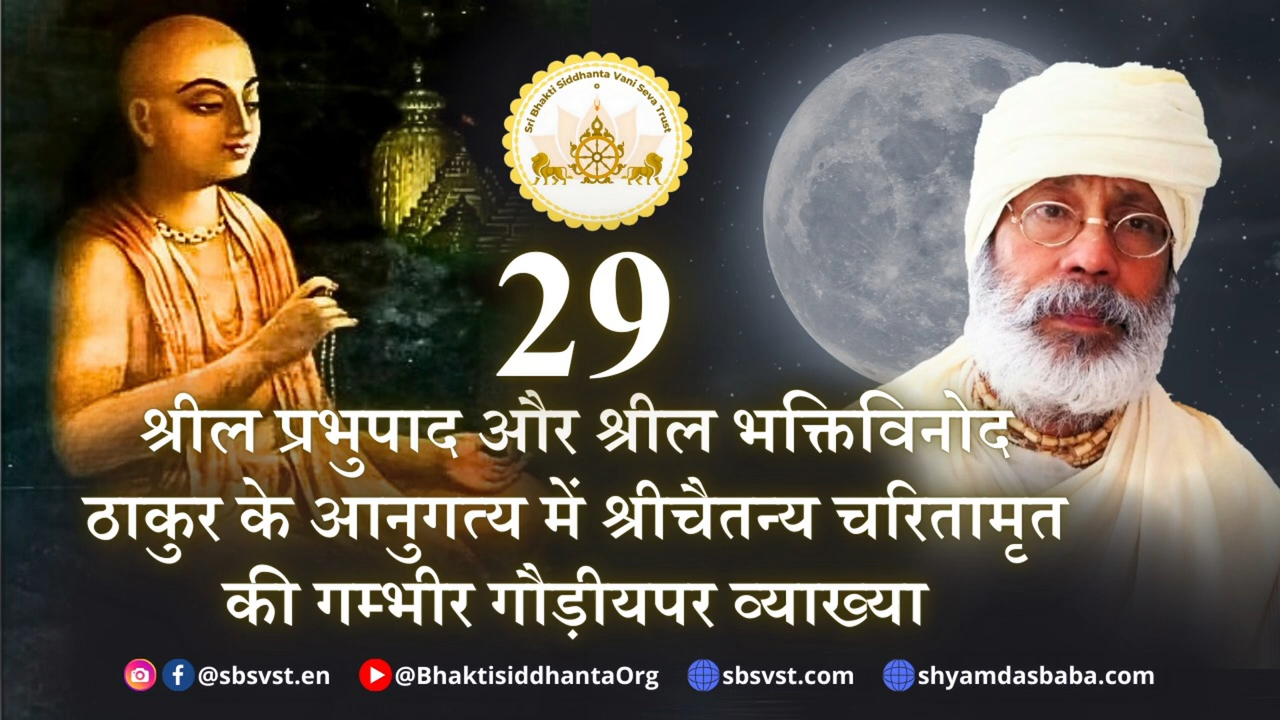 Sri Bhakti Siddhanta Vani Seva Trust
29
श्रील प्रभुपाद और श्रील भक्तिविनोद
ठाकुर के आनुगत्य में श्रीचैतन्य चरितामृत
की गम्भीर गौड़ीयपर व्याख्या
@sbsvst.en @BhaktisiddhantaOrg sbsvst.com shyamdasbaba.com